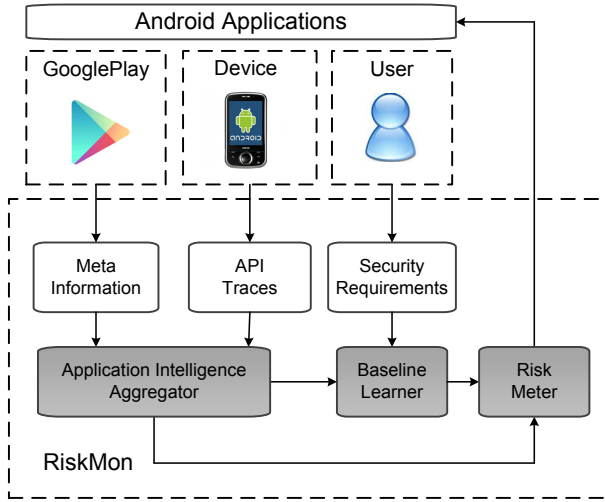 Android Applications
GooglePlay
Device
User
ANDROID
Meta
Information
API
Traces
Security
Requirements
Application Intelligence
Aggregator
Baseline
Learner
Risk
Meter
RiskMon